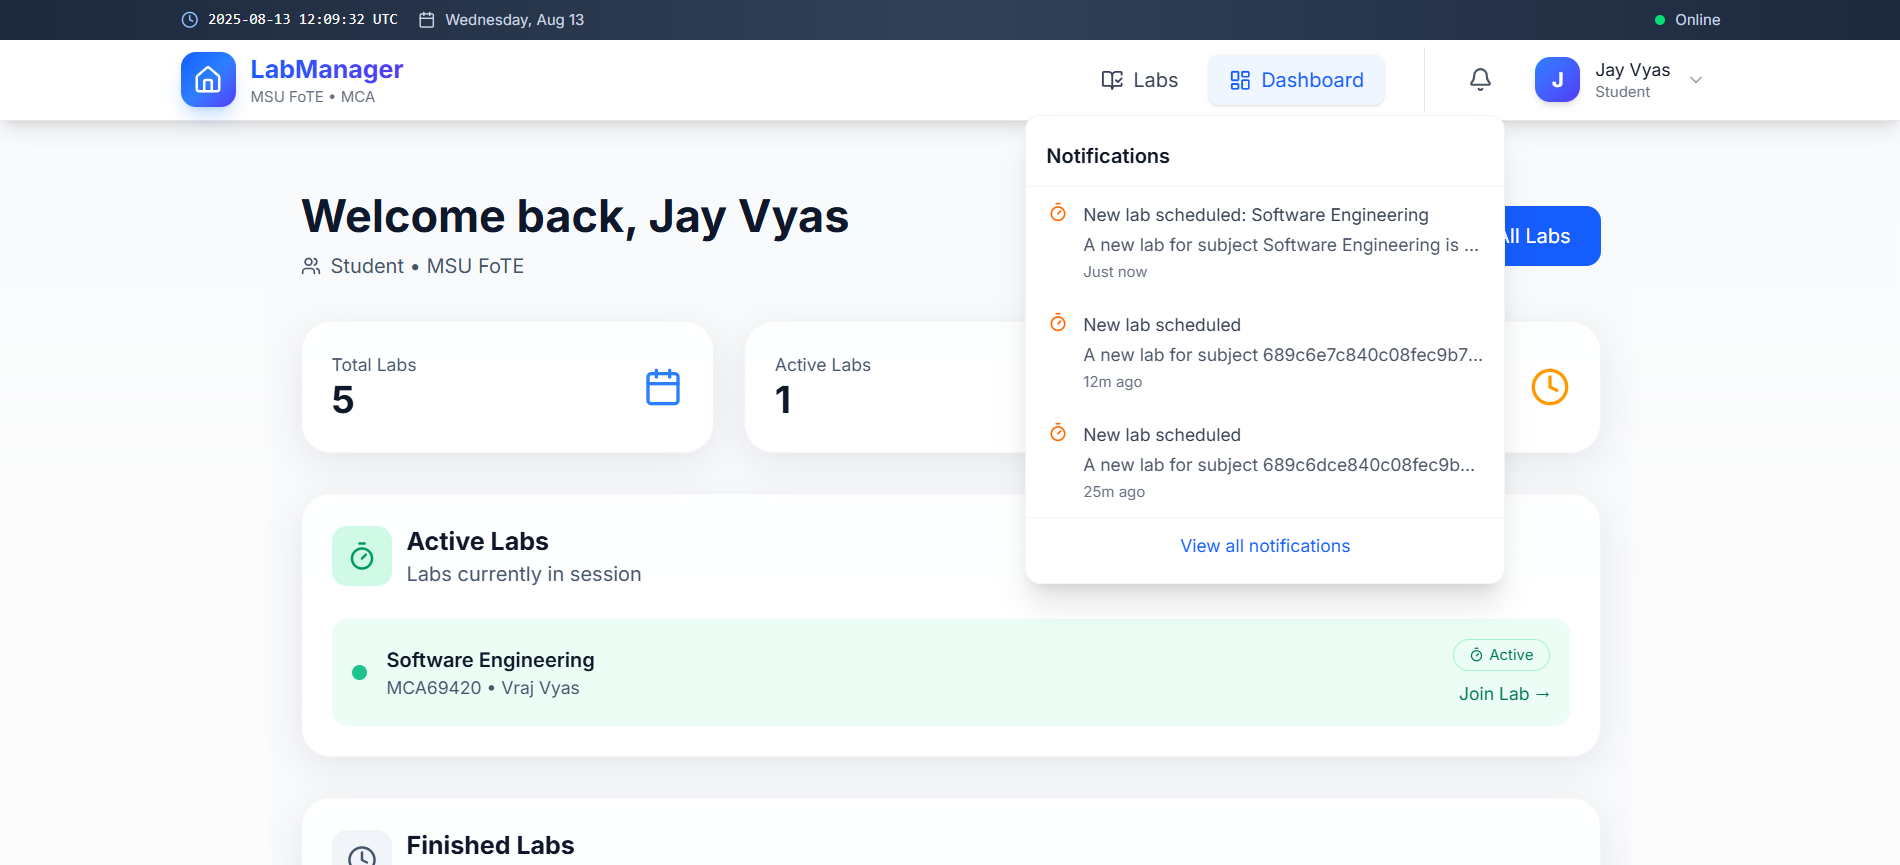 2025-08-13 12:09:32 UTC
Wednesday, Aug 13
Online
LabManager
MSU FoTE • MCA
Labs
Dashboard
J
Jay Vyas
Student
Welcome back, Jay Vyas
Student • MSU FoTE
Notifications
New lab scheduled: Software Engineering
A new lab for subject Software Engineering is ...
Just now
New lab scheduled
A new lab for subject 689c6e7c840c08fec9b7...
12m ago
New lab scheduled
A new lab for subject 689c6dce840c08fec9b...
25m ago
View all notifications
All Labs
Total Labs
5
Active Labs
1
Active Labs
Labs currently in session
Software Engineering
MCA69420 • Vraj Vyas
Active
Join Lab →
Finished Labs